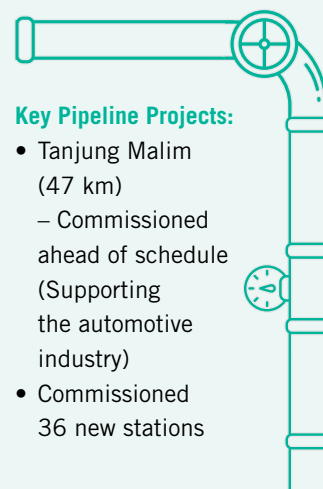 Key Pipeline Projects:
• Tanjung Malim
(47 km)
– Commissioned
ahead of schedule
(Supporting
the automotive
industry)
• Commissioned
36 new stations